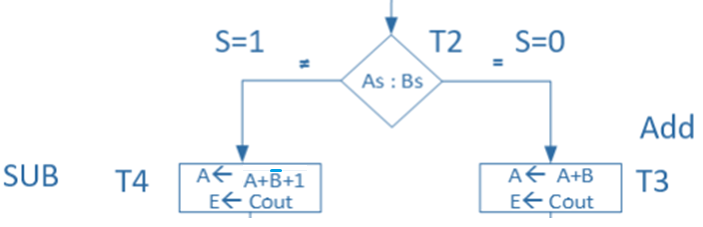 S=1
≠
As : Bs
T2
=
S=0
Add
SUB
T4
A← A+B̅+1
E← Cout
A← A+B
E← Cout
T3